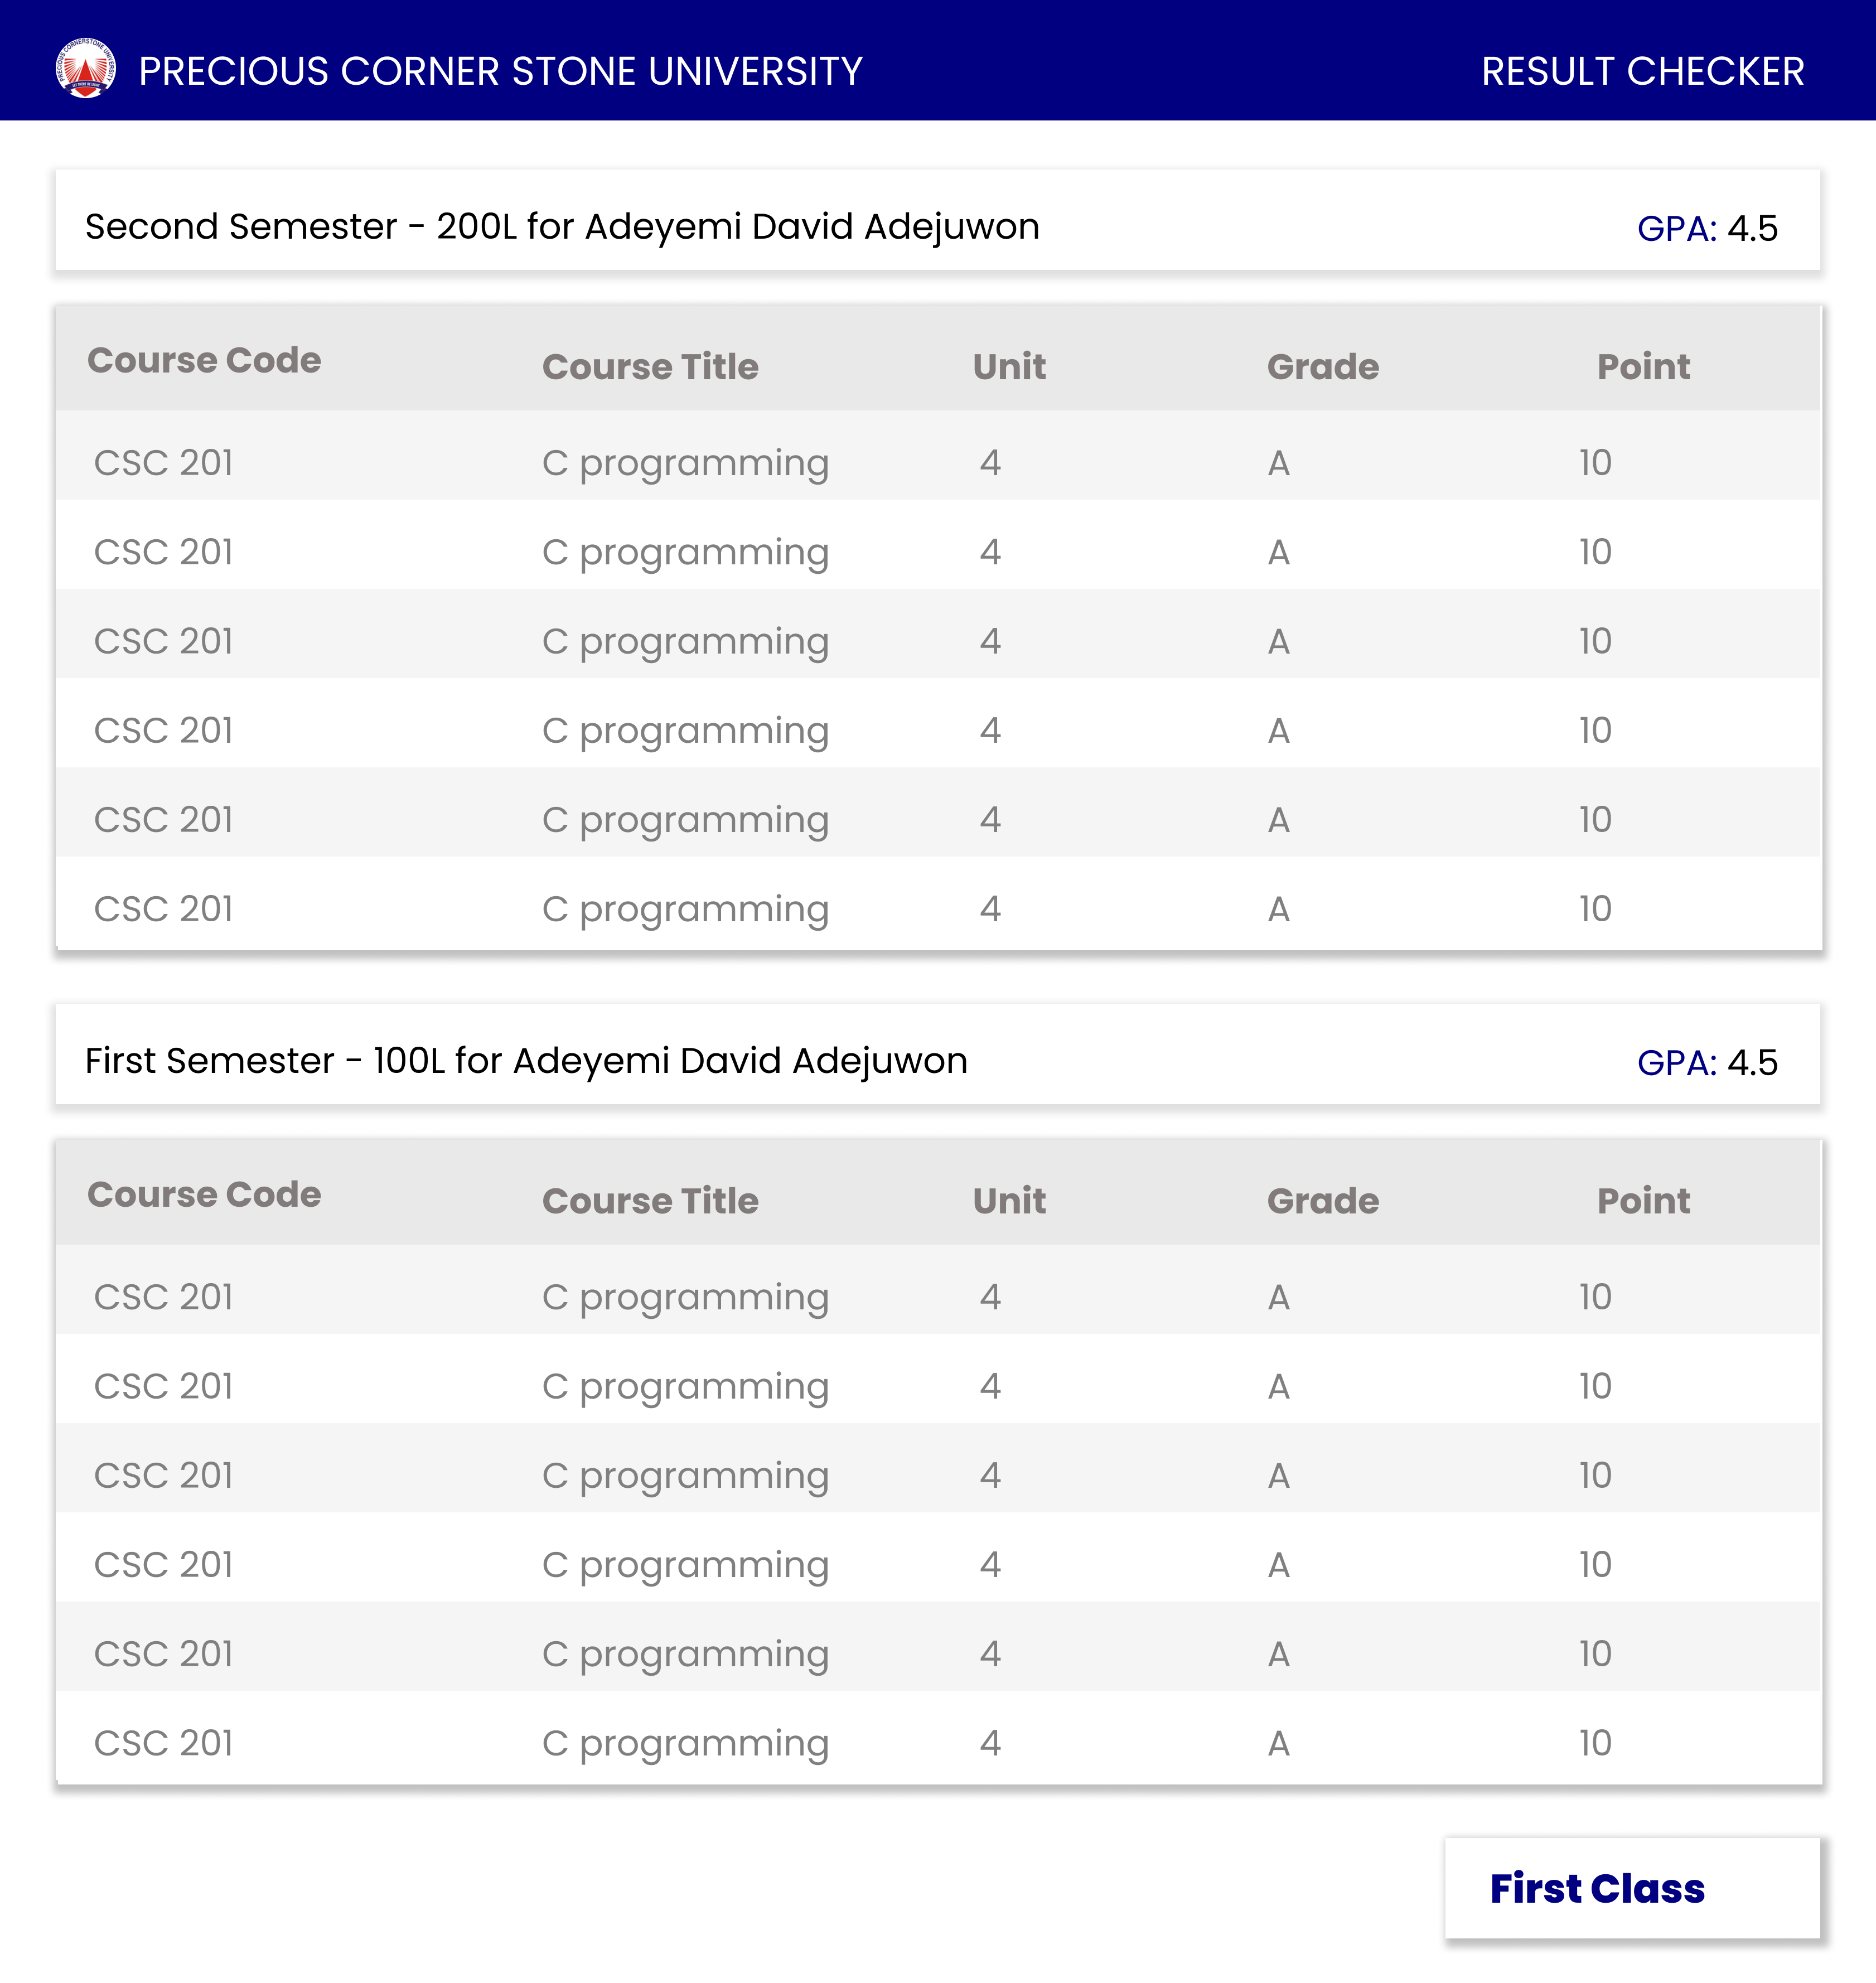 PRECIOUS CORNERSTONE UNIVERSITY
PRECIOUS CORNER STONE UNIVERSITY RESULT CHECKER
Second Semester - 200L for Adeyemi David Adejuwon GPA: 4.5
Course Code Course Title Unit Grade Point
CSC 201 C programming 4 A 10
CSC 201 C programming 4 A 10
CSC 201 C programming 4 A 10
CSC 201 C programming 4 A 10
CSC 201 C programming 4 A 10
CSC 201 C programming 4 A 10
First Semester - 100L for Adeyemi David Adejuwon GPA: 4.5
Course Code Course Title Unit Grade Point
CSC 201 C programming 4 A 10
CSC 201 C programming 4 A 10
CSC 201 C programming 4 A 10
CSC 201 C programming 4 A 10
CSC 201 C programming 4 A 10
CSC 201 C programming 4 A 10
First Class